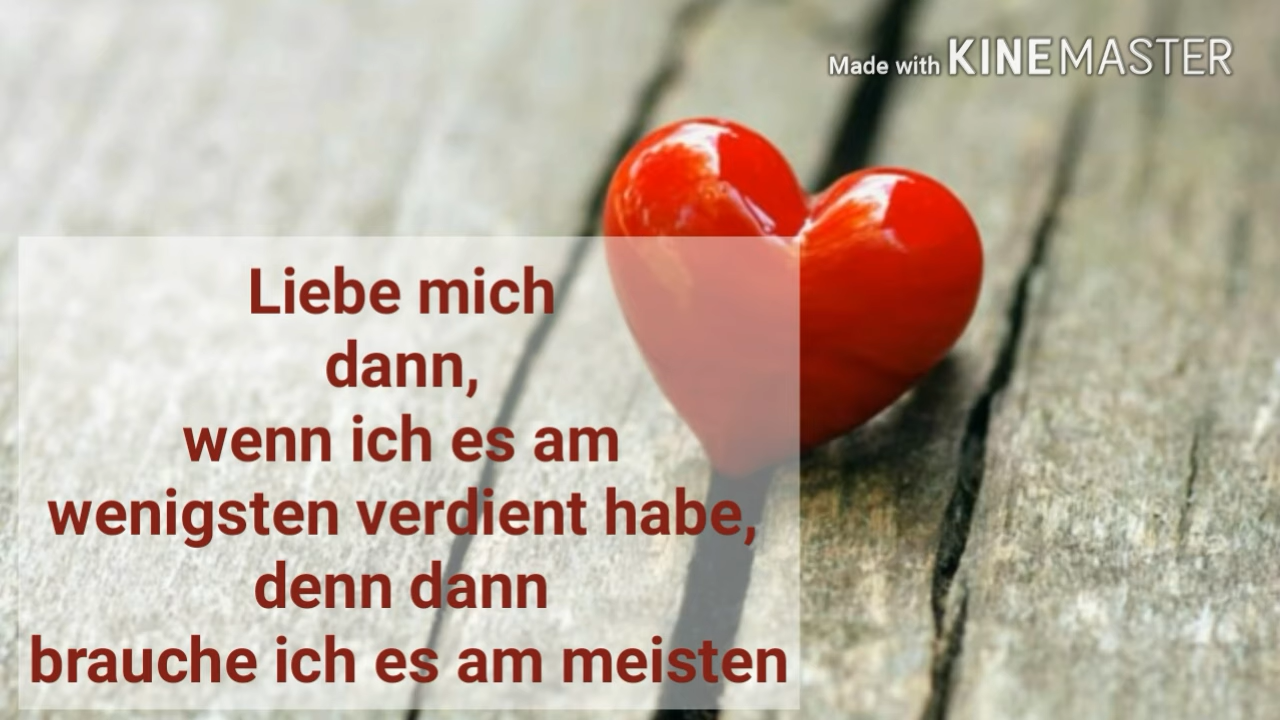 Made with KINEMASTER
Liebe mich
dann,
wenn ich es am
wenigsten verdient habe,
denn dann
brauche ich es am meisten